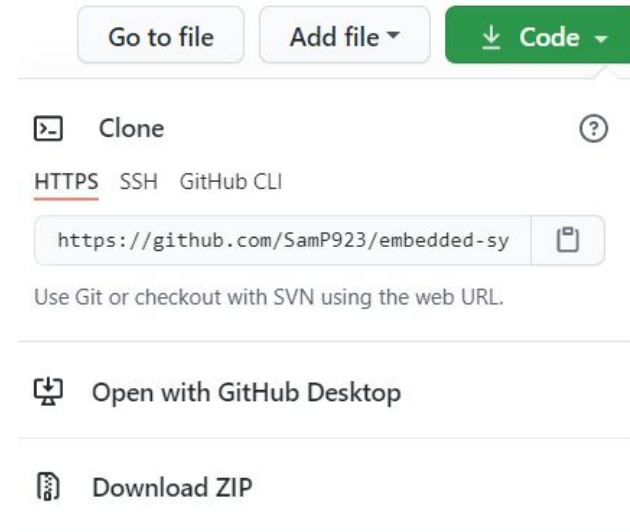 Go to file Add file Code
Clone
HTTPS SSH GitHub CLI
https://github.com/SamP923/embedded-sy
Use Git or checkout with SVN using the web URL.
Open with GitHub Desktop
Download ZIP